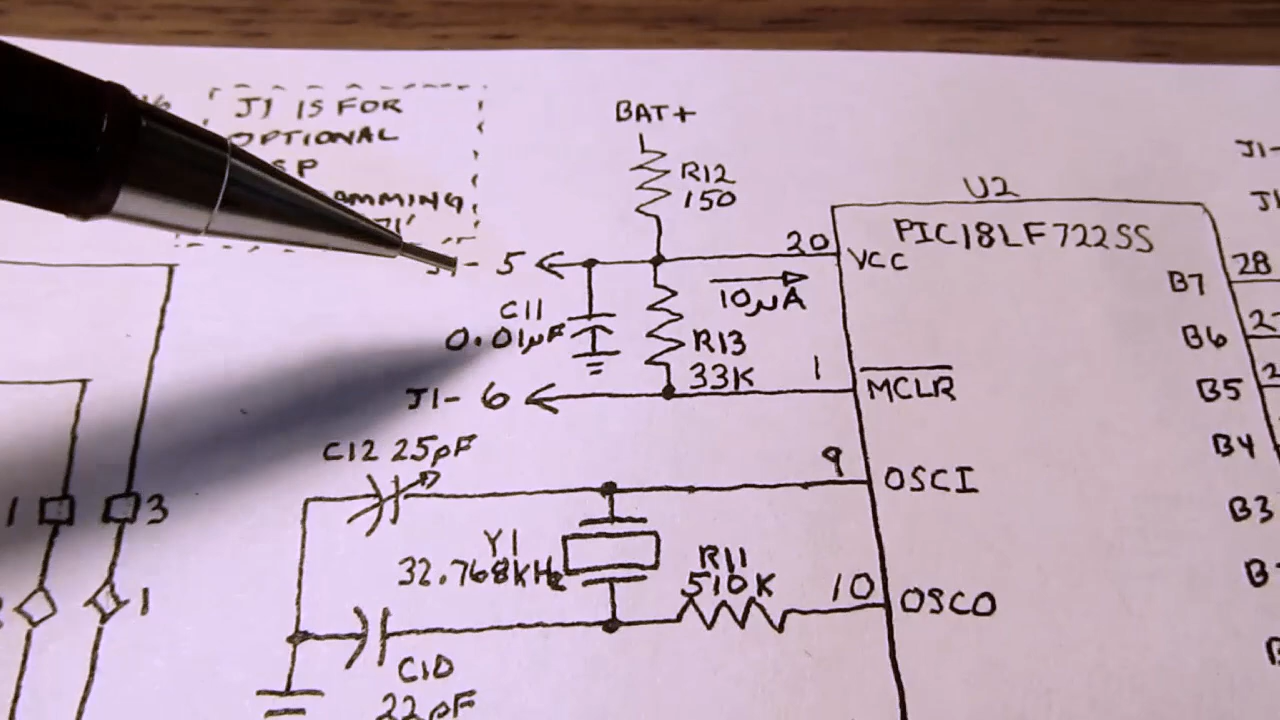 J1 IS FOR
OPTIONAL
BAT+
R12
150
5
C11
0.01µF
20
VCC
10µA
R13
33K
J1- 6
1
MCLR
U2
PIC18LF722SS
28
B7
B6
B5
B4
B3
C12 25pF
9
OSCI
Y1
32.768kHz
R11
510K
10
OSCO
C10
22pF
1
3
1
J1-